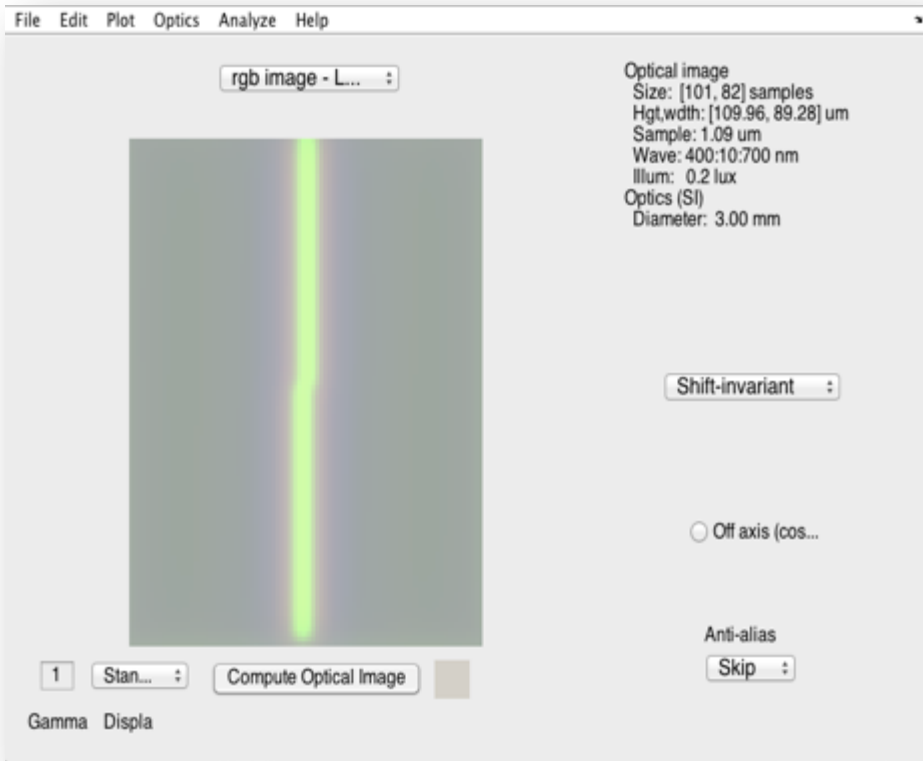 File Edit Plot Optics Analyze Help
rgb image - L...
Optical image
Size: [101, 82] samples
Hgt,wdth: [109.96, 89.28] um
Sample: 1.09 um
Wave: 400:10:700 nm
Illum: 0.2 lux
Optics (SI)
Diameter: 3.00 mm
Shift-invariant
Off axis (cos...
Anti-alias
Skip
1 Stan... Compute Optical Image
Gamma Displa